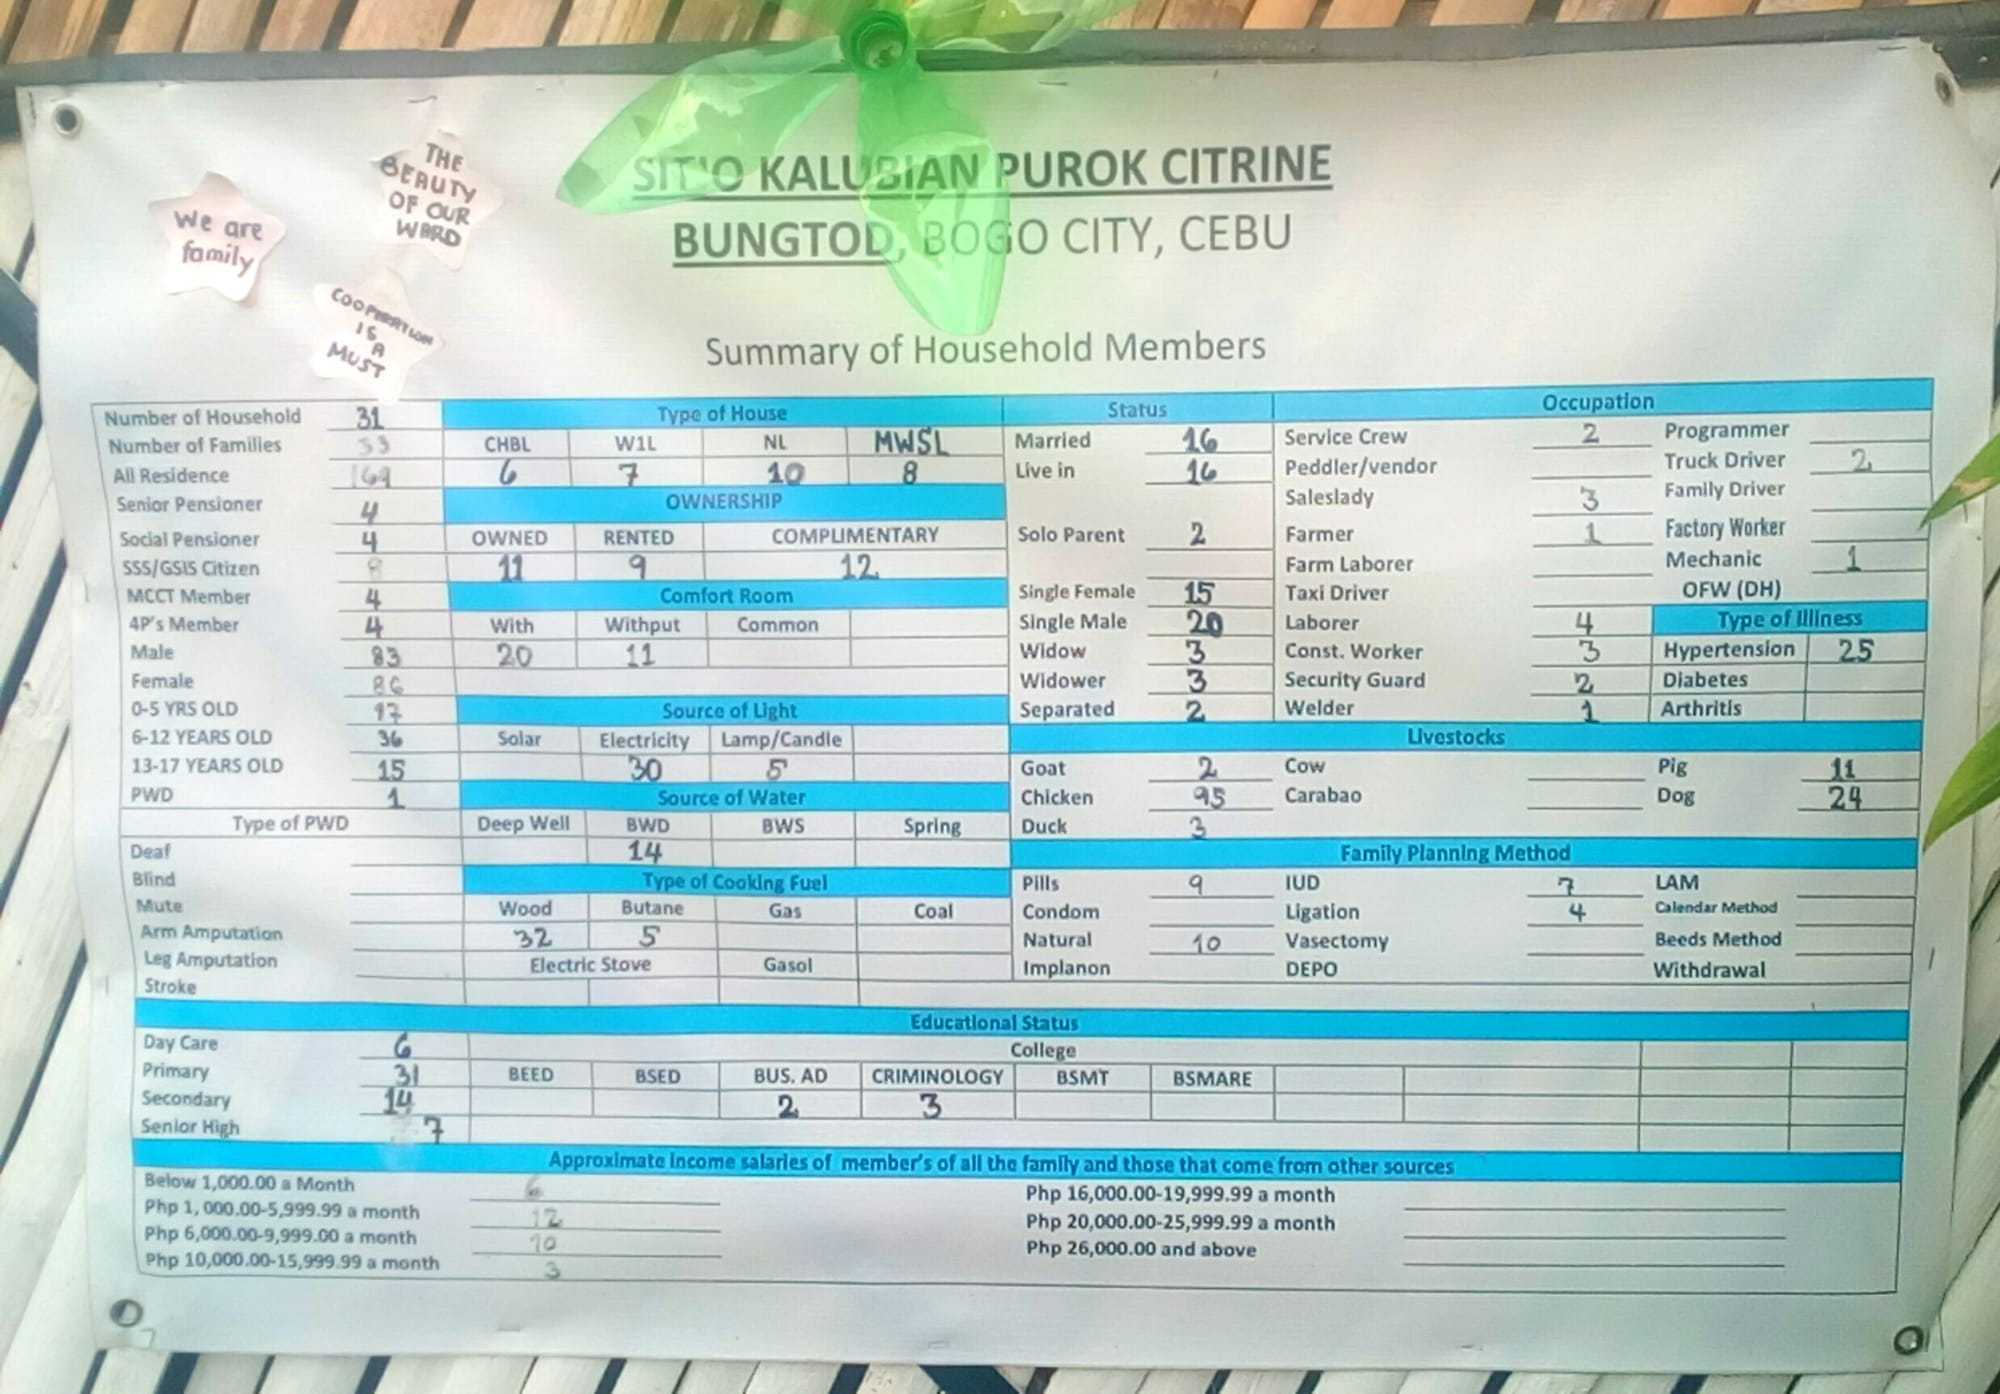 We are
family
THE
BEAUTY
OF OUR
WARD
COOPERATION
IS
A
MUST
SITIO KALUBIAN PUROK CITRINE
BUNGTOD, BOGO CITY, CEBU
Summary of Household Members
Number of Household 31
Number of Families 33
All Residence 169
Senior Pensioner 4
Social Pensioner 4
SSS/GSIS Citizen 8
MCCT Member 4
4P's Member 4
Male 83
Female 86
0-5 YRS OLD 17
6-12 YEARS OLD 36
13-17 YEARS OLD 15
PWD 1
Type of PWD
Deaf
Blind
Mute
Arm Amputation
Leg Amputation
Stroke
Type of House
CHBL W1L NL MWSL
6 7 10 8
OWNERSHIP
OWNED RENTED COMPLIMENTARY
11 9 12
Comfort Room
With Withput Common
20 11
Source of Light
Solar Electricity Lamp/Candle
30 5
Source of Water
Deep Well BWD BWS Spring
14
Type of Cooking Fuel
Wood Butane Gas Coal
32 5
Electric Stove Gasol
Status
Married 16
Live in 16
Solo Parent 2
Single Female 15
Single Male 20
Widow 3
Widower 3
Separated 2
Occupation
Service Crew 2 Programmer
Peddler/vendor Truck Driver 2
Saleslady 3 Family Driver
Farmer 1 Factory Worker
Farm Laborer Mechanic 1
Taxi Driver OFW (DH)
Laborer 4 Type of Illness
Const. Worker 3 Hypertension 25
Security Guard 2 Diabetes
Welder 1 Arthritis
Livestocks
Goat 2 Cow Pig 11
Chicken 95 Carabao Dog 24
Duck 3
Family Planning Method
Pills 9 IUD 7 LAM
Condom Ligation 4 Calendar Method
Natural 10 Vasectomy Beeds Method
Implanon DEPO Withdrawal
Educational Status
Day Care 6 College
Primary 31 BEED BSED BUS. AD CRIMINOLOGY BSMT BSMARE
Secondary 14 2 3
Senior High 7
Approximate Income salaries of member's of all the family and those that come from other sources
Below 1,000.00 a Month 6 Php 16,000.00-19,999.99 a month
Php 1, 000.00-5,999.99 a month 12 Php 20,000.00-25,999.99 a month
Php 6,000.00-9,999.00 a month 10 Php 26,000.00 and above
Php 10,000.00-15,999.99 a month 3